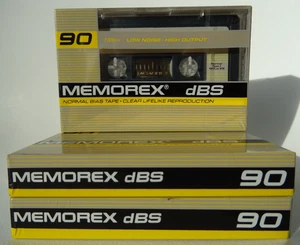 90 LOW NOISE-HIGH OUTPUT
MEMOREX® dBS
NORMAL BIAS TAPE • CLEAR LIFELIKE REPRODUCTION
MEMOREX dBS 90
MEMOREX dBS 90